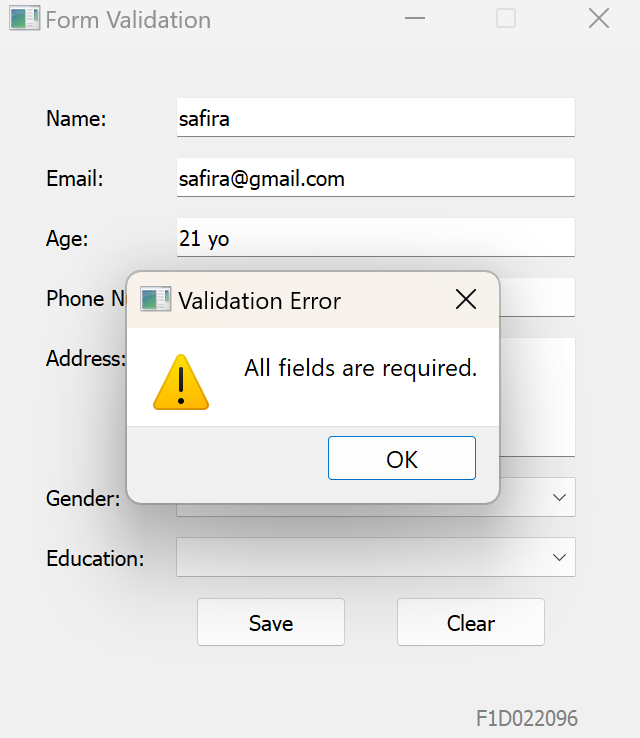 Form Validation
Name: safira
Email: safira@gmail.com
Age: 21 yo
Phone
Validation Error
Address:
All fields are required.
OK
Gender:
Education:
Save Clear
F1D022096